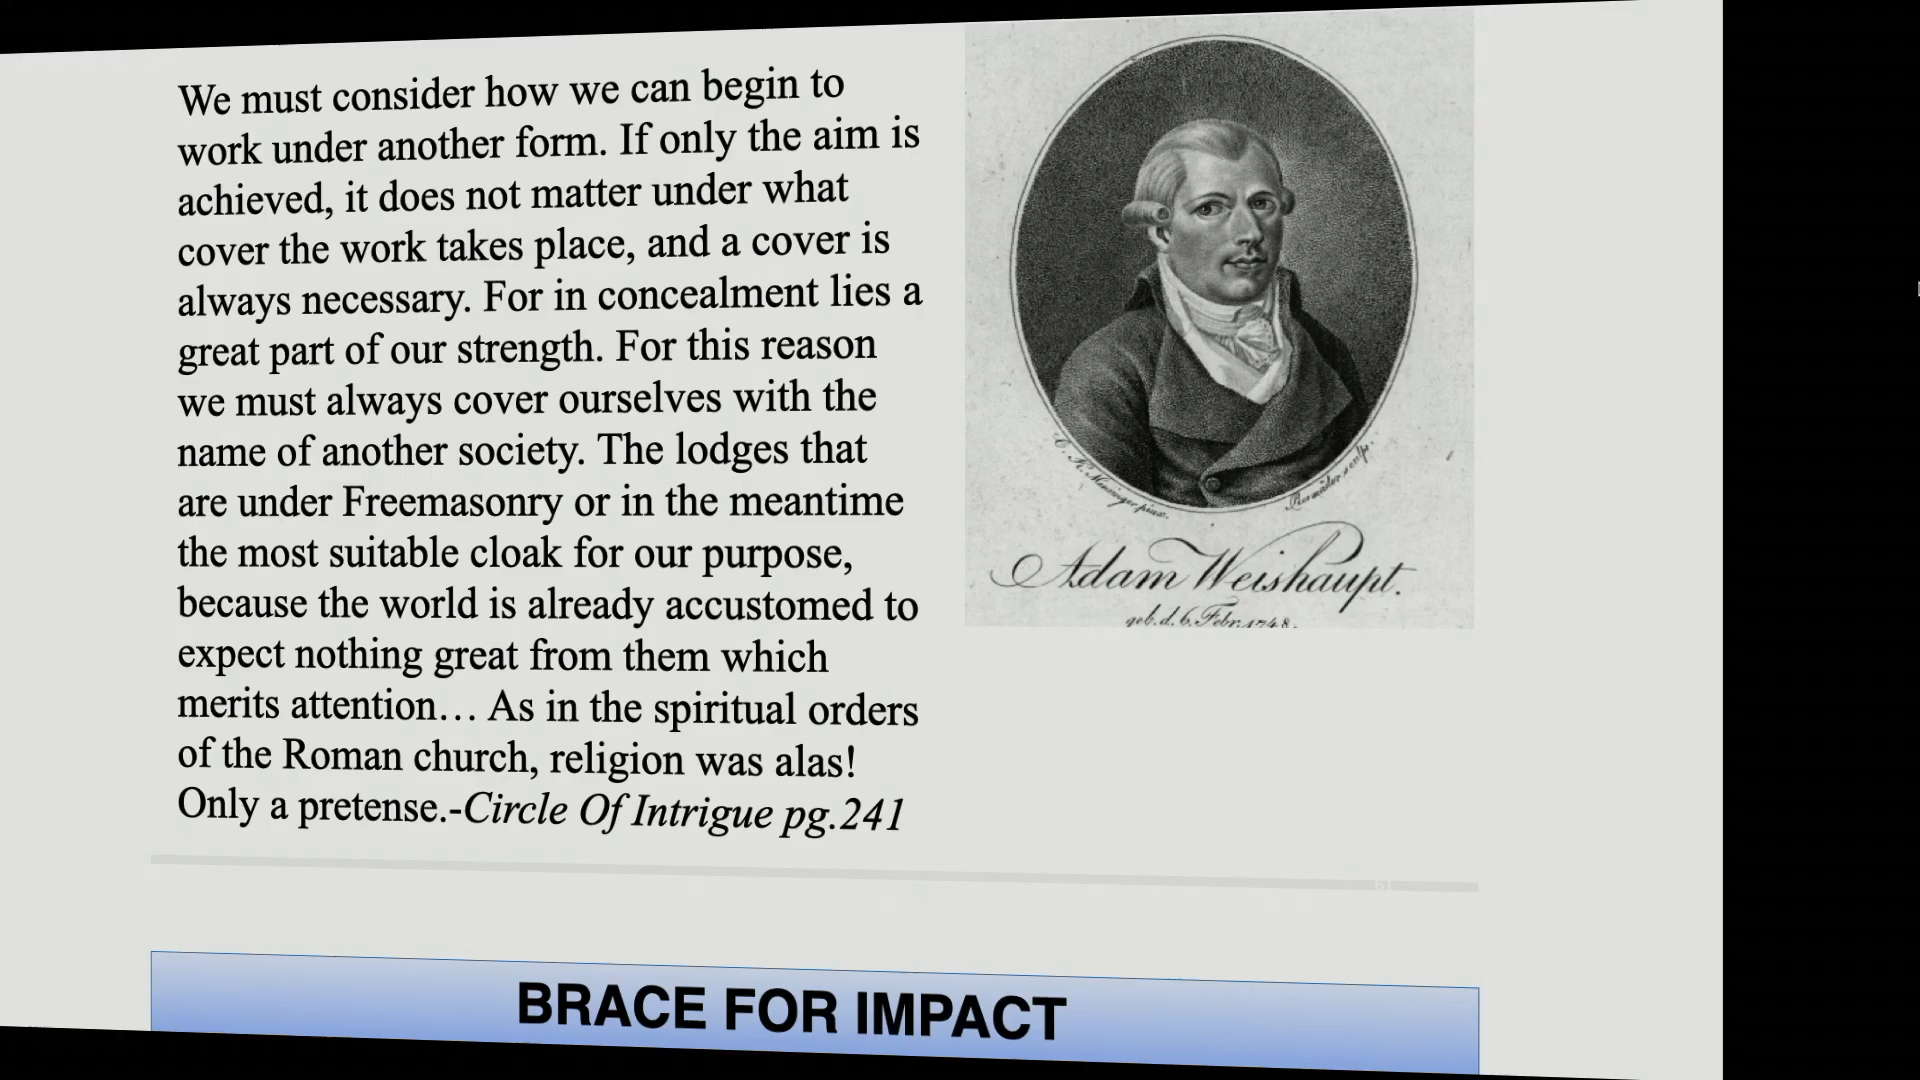 We must consider how we can begin to
work under another form. If only the aim is
achieved, it does not matter under what
cover the work takes place, and a cover is
always necessary. For in concealment lies a
great part of our strength. For this reason
we must always cover ourselves with the
name of another society. The lodges that
are under Freemasonry or in the meantime
the most suitable cloak for our purpose,
because the world is already accustomed to
expect nothing great from them which
merits attention… As in the spiritual orders
of the Roman church, religion was alas!
Only a pretense.-Circle Of Intrigue pg.241
Adam Weishaupt.
geb. d. 6. Febr. 1748.
BRACE FOR IMPACT